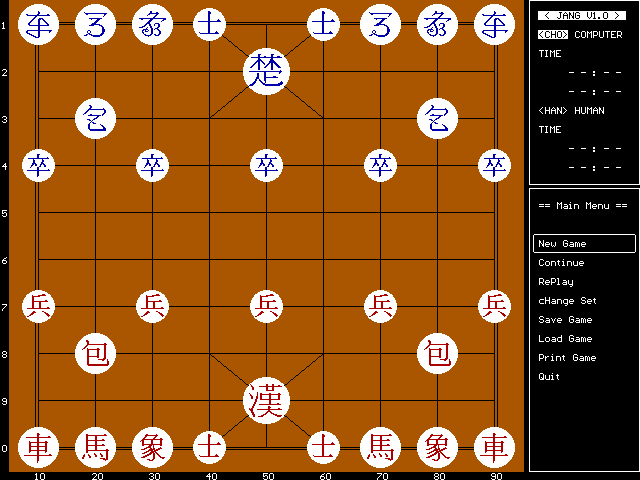 1 车 馬 象 士 士 馬 象 车
2 楚
3 包 包
4 卒 卒 卒 卒 卒
5
6
7 兵 兵 兵 兵 兵
8 包 包
9 漢
0 車 馬 象 士 士 馬 象 車
10 20 30 40 50 60 70 80 90
< JANG V1.0 >
<CHO> COMPUTER
TIME
--:--
--:--
<HAN> HUMAN
TIME
--:--
--:--
== Main Menu ==
New Game
Continue
RePlay
cHange Set
Save Game
Load Game
Print Game
Quit